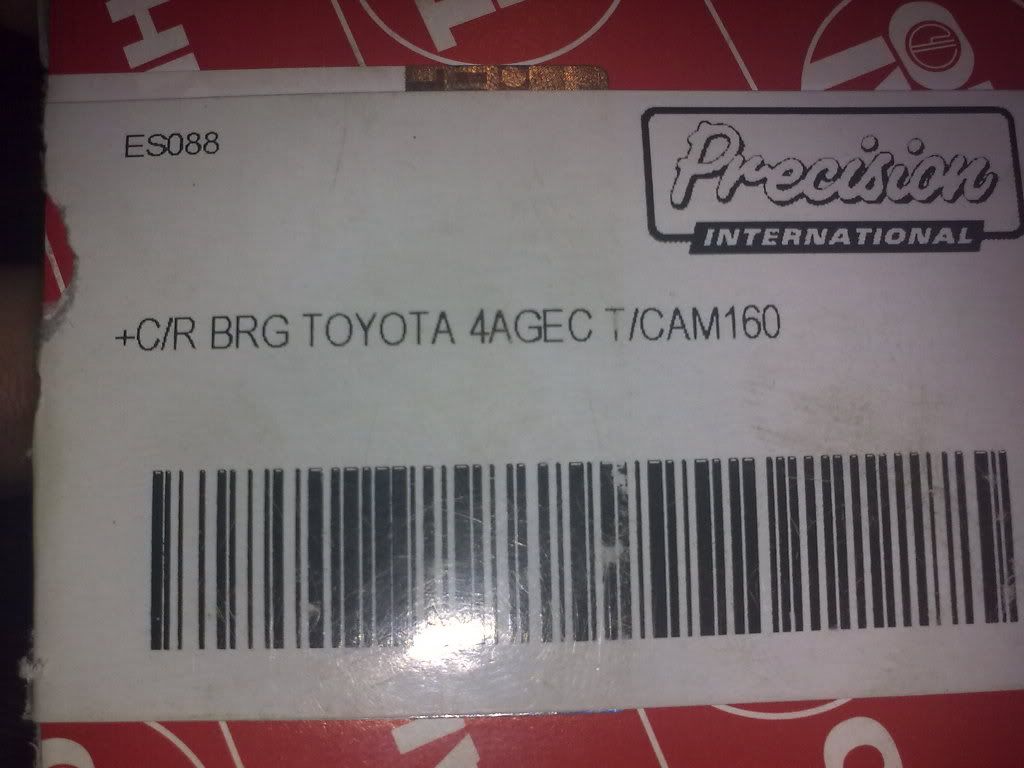 ES088
Precision
INTERNATIONAL
+C/R BRG TOYOTA 4AGEC T/CAM160